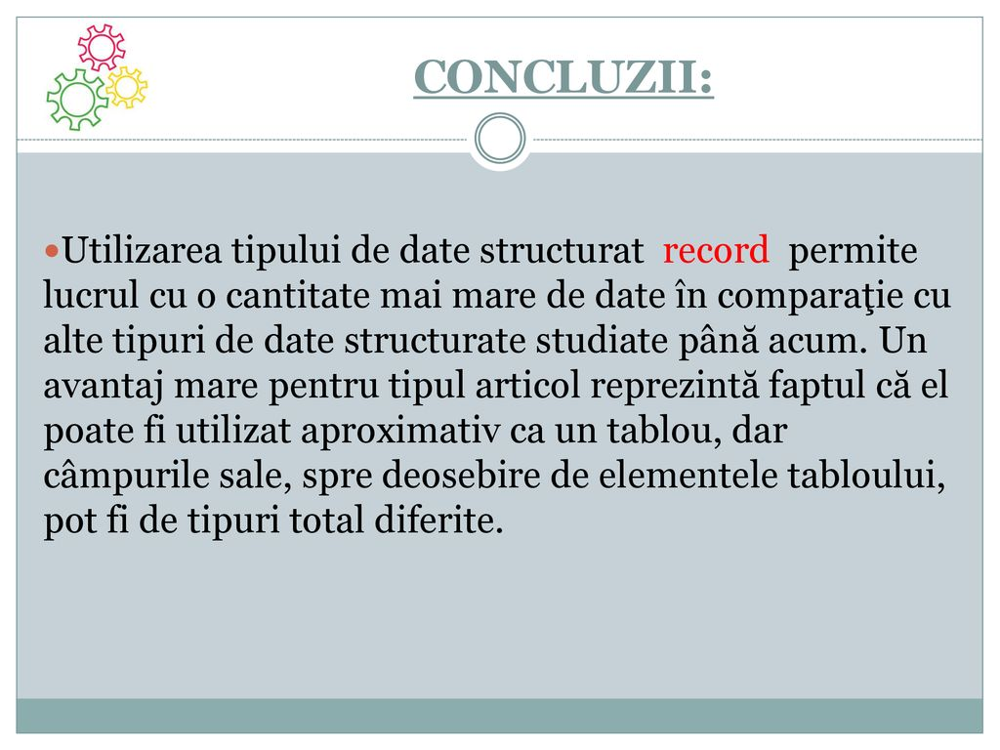 CONCLUZII:
•Utilizarea tipului de date structurat record permite
lucrul cu o cantitate mai mare de date în comparaţie cu
alte tipuri de date structurate studiate până acum. Un
avantaj mare pentru tipul articol reprezintă faptul că el
poate fi utilizat aproximativ ca un tablou, dar
câmpurile sale, spre deosebire de elementele tabloului,
pot fi de tipuri total diferite.